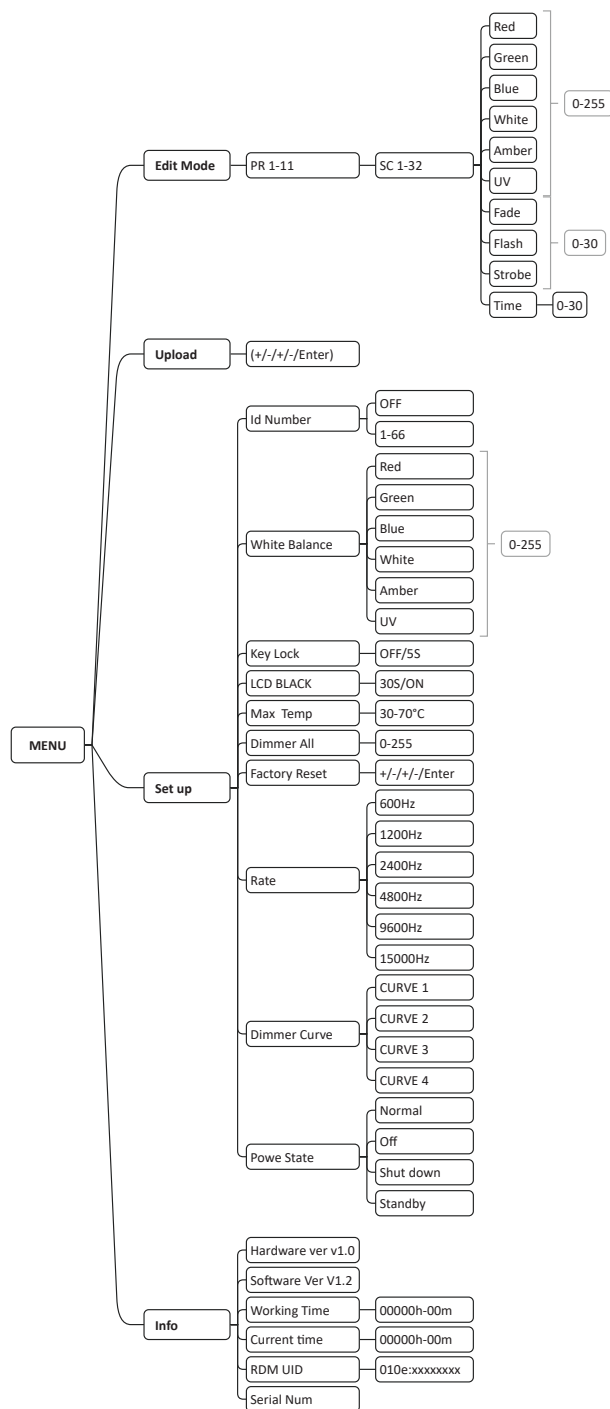 Red
Green
Blue
0-255
White
Edit Mode
PR 1-11
SC 1-32
Amber
UV
Fade
Flash
0-30
Strobe
Time
0-30
Upload
(+/-/+/-/Enter)
Id Number
OFF
1-66
Red
Green
White Balance
Blue
0-255
White
Amber
UV
Key Lock
OFF/5S
LCD BLACK
30S/ON
Max Temp
30-70°C
MENU
Dimmer All
0-255
Set up
Factory Reset
+/-/+/-/Enter
600Hz
1200Hz
2400Hz
Rate
4800Hz
9600Hz
15000Hz
CURVE 1
CURVE 2
Dimmer Curve
CURVE 3
CURVE 4
Normal
Off
Powe State
Shut down
Standby
Hardware ver v1.0
Software Ver V1.2
Info
Working Time
00000h-00m
Current time
00000h-00m
RDM UID
010e:xxxxxxxx
Serial Num